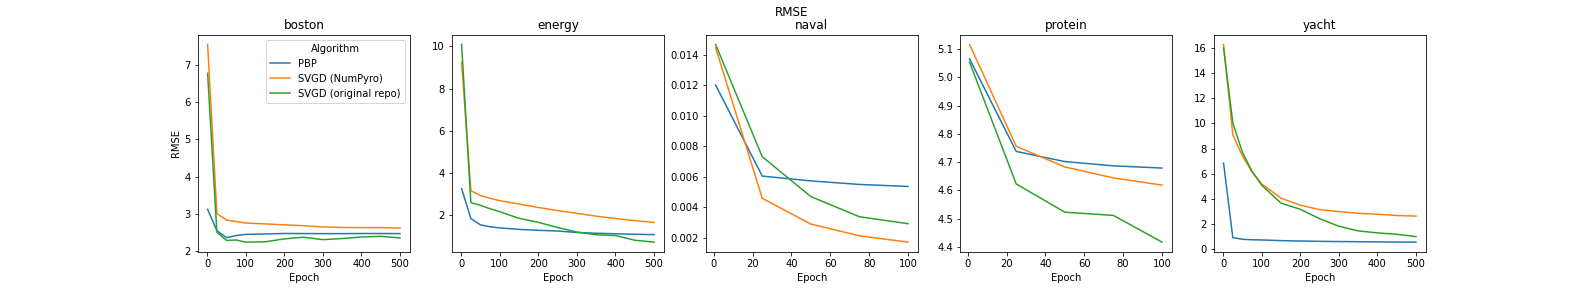 RMSE
boston
energy
naval
protein
yacht
Algorithm
PBP
SVGD (NumPyro)
SVGD (original repo)
RMSE
7
6
5
4
3
2
0 100 200 300 400 500
Epoch
10
8
6
4
2
0 100 200 300 400 500
Epoch
0.014
0.012
0.010
0.008
0.006
0.004
0.002
0 20 40 60 80 100
Epoch
5.1
5.0
4.9
4.8
4.7
4.6
4.5
4.4
0 20 40 60 80 100
Epoch
16
14
12
10
8
6
4
2
0
0 100 200 300 400 500
Epoch